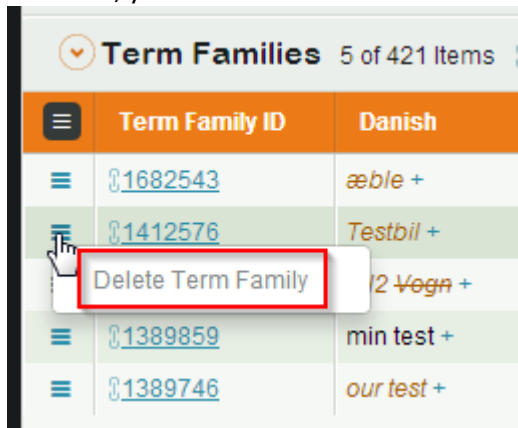 Term Families 5 of 421 Items
Term Family ID Danish
1682543 æble +
1412576 Testbil +
Delete Term Family 2 Vogn +
1389859 min test +
1389746 our test +